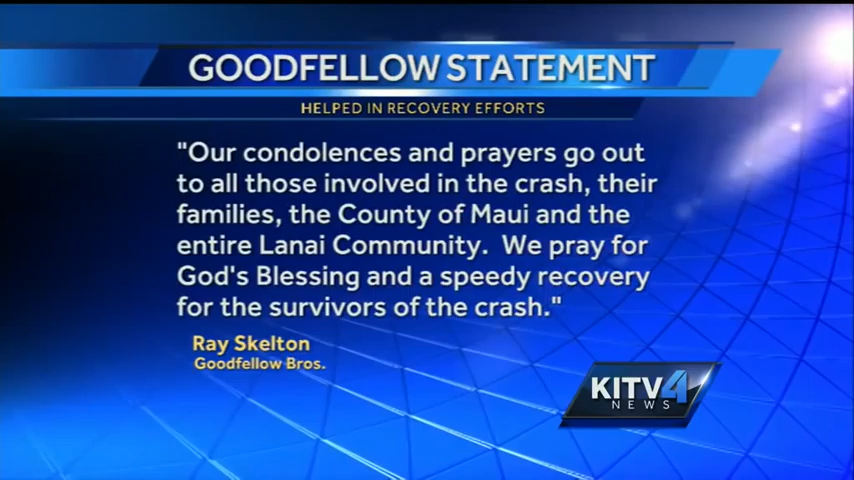 GOODFELLOW STATEMENT
HELPED IN RECOVERY EFFORTS
"Our condolences and prayers go out
to all those involved in the crash, their
families, the County of Maui and the
entire Lanai Community.  We pray for
God's Blessing and a speedy recovery
for the survivors of the crash."
Ray Skelton
Goodfellow Bros.
KITV4
NEWS